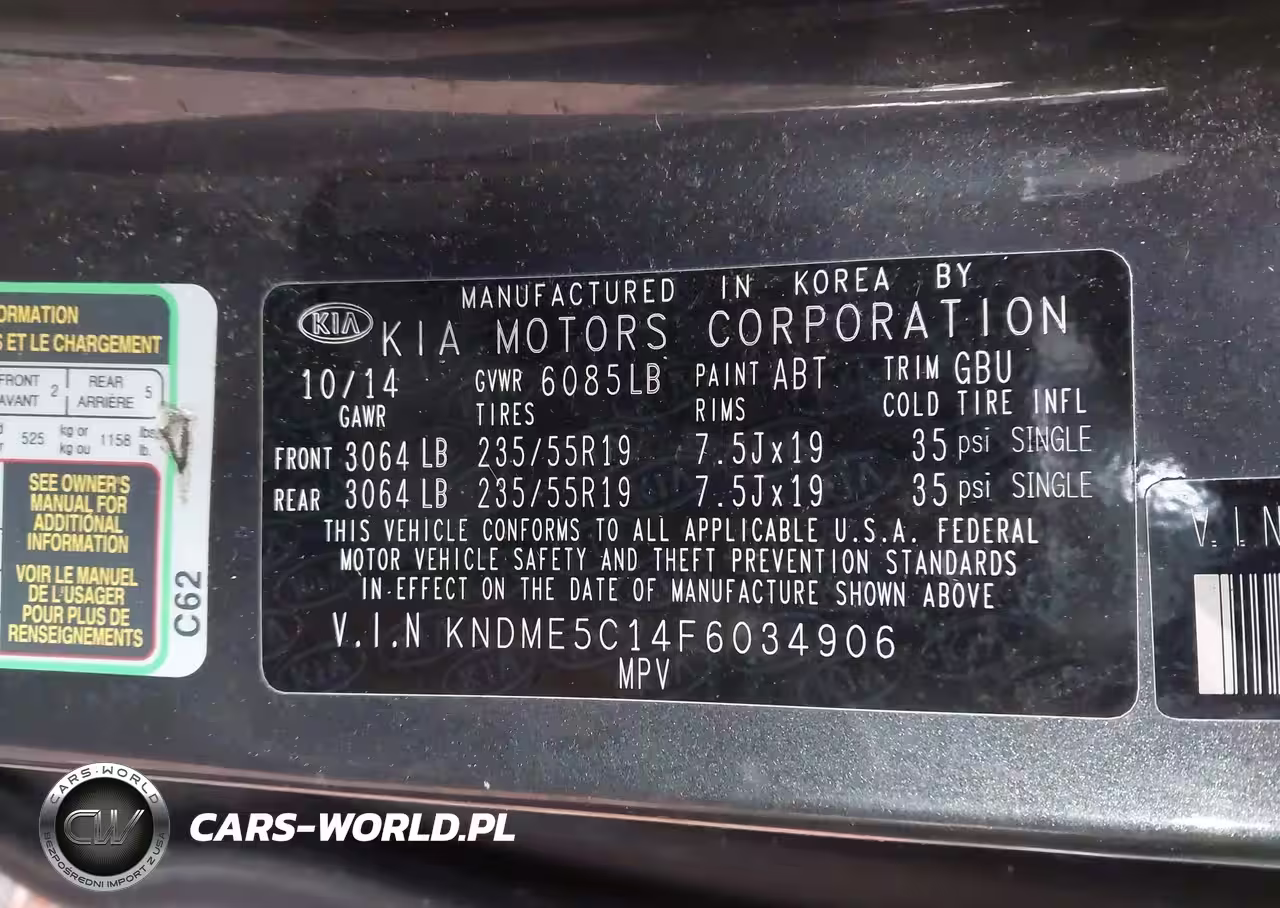 ORMATION
S ET LE CHARGEMENT
FRONT 2 REAR 5
AVANT ARRIÈRE
525 kg or 1158 lbs
kg ou lb.
SEE OWNER'S
MANUAL FOR
ADDITIONAL
INFORMATION
VOIR LE MANUEL
DE L'USAGER
POUR PLUS DE
RENSEIGNEMENTS
C62
MANUFACTURED IN KOREA BY
KIA KIA MOTORS CORPORATION
10/14 GVWR 6085LB PAINT ABT TRIM GBU
GAWR TIRES RIMS COLD TIRE INFL
FRONT 3064 LB 235/55R19 7.5Jx19 35 psi SINGLE
REAR 3064 LB 235/55R19 7.5Jx19 35 psi SINGLE
THIS VEHICLE CONFORMS TO ALL APPLICABLE U.S.A. FEDERAL
MOTOR VEHICLE SAFETY AND THEFT PREVENTION STANDARDS
IN EFFECT ON THE DATE OF MANUFACTURE SHOWN ABOVE
V.I.N KNDME5C14F6034906
MPV
V.I.N
CARS-WORLD
CW
BEZPOŚREDNI IMPORT Z USA
CARS-WORLD.PL